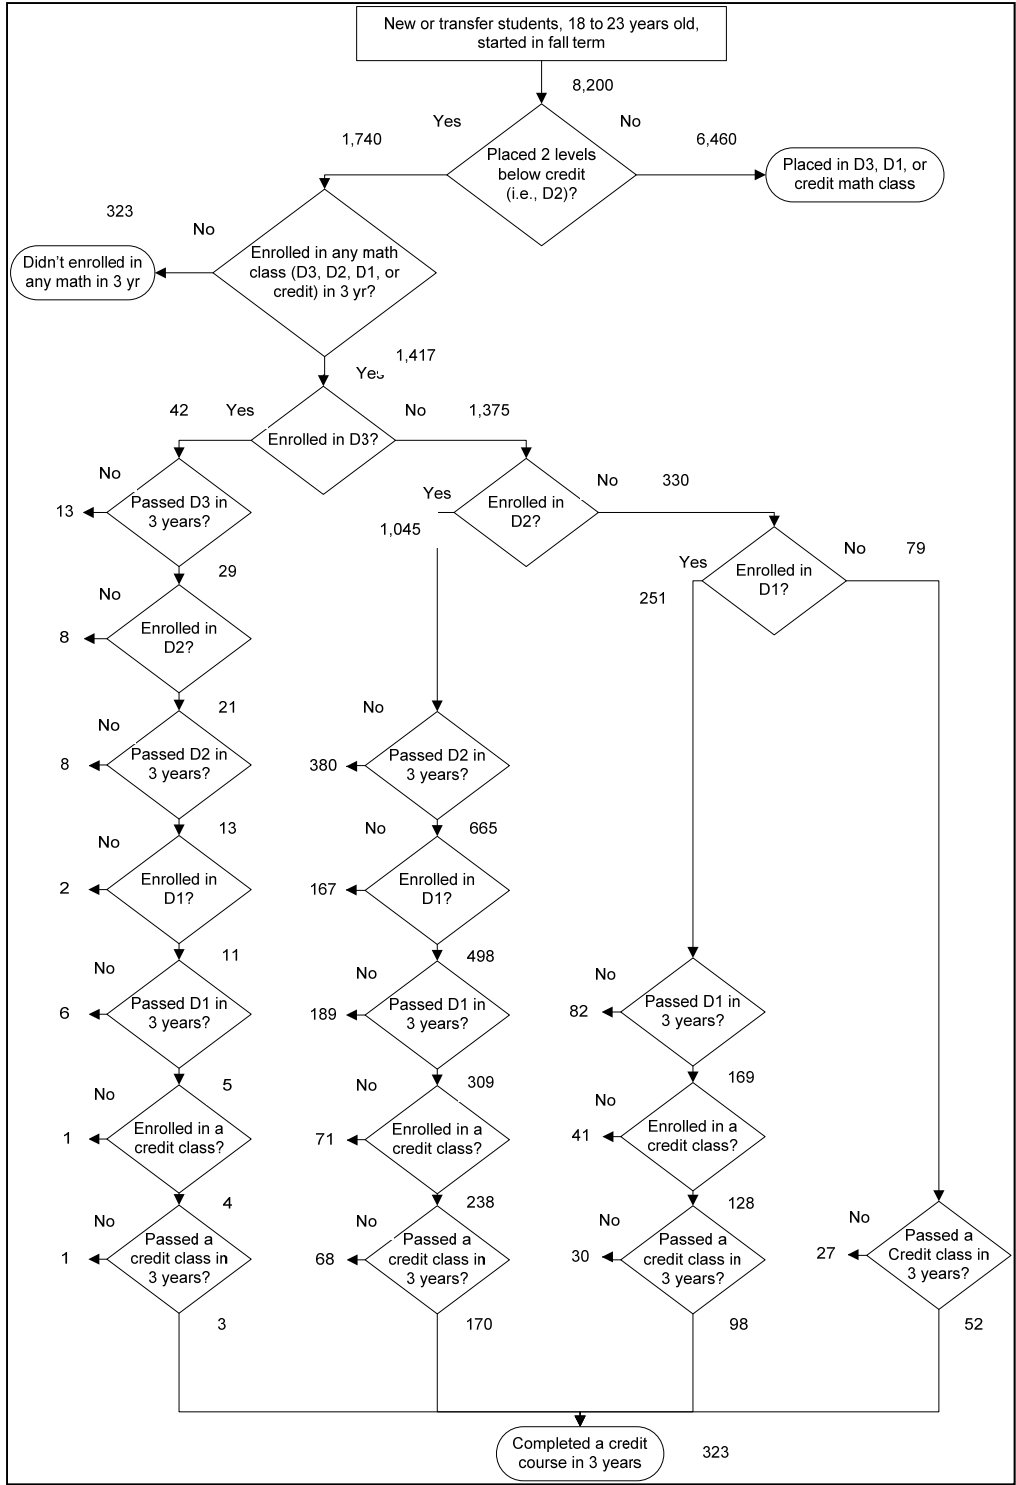 New or transfer students, 18 to 23 years old,
started in fall term
8,200
Yes
No
1,740
6,460
Placed 2 levels
below credit
(i.e., D2)?
Placed in D3, D1, or
credit math class
323
No
Didn't enrolled in
any math in 3 yr
Enrolled in any math
class (D3, D2, D1, or
credit) in 3 yr?
1,417
Yes
42
Yes
No
1,375
Enrolled in D3?
No
Passed D3 in
3 years?
13
Yes
1,045
Enrolled in
D2?
No
330
29
No
Enrolled in
D2?
8
Yes
251
Enrolled in
D1?
No
79
21
No
Passed D2 in
3 years?
8
No
Passed D2 in
3 years?
380
13
No
Enrolled in
D1?
2
665
No
Enrolled in
D1?
167
11
No
Passed D1 in
3 years?
6
498
No
Passed D1 in
3 years?
189
No
Passed D1 in
3 years?
82
5
No
Enrolled in a
credit class?
1
309
No
Enrolled in a
credit class?
71
169
No
Enrolled in a
credit class?
41
4
No
Passed a
credit class in
3 years?
1
238
No
Passed a
credit class in
3 years?
68
128
No
Passed a
credit class in
3 years?
30
No
Passed a
Credit class in
3 years?
27
3
170
98
52
Completed a credit
course in 3 years
323